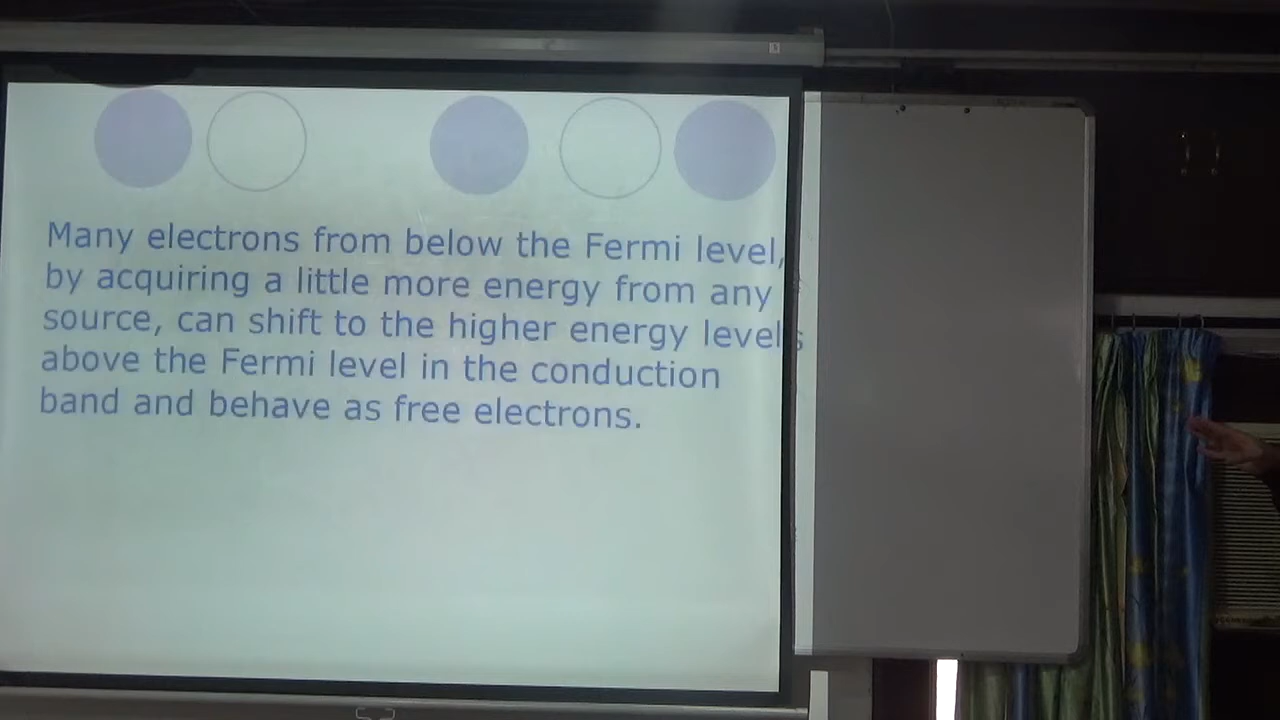 Many electrons from below the Fermi level,
by acquiring a little more energy from any
source, can shift to the higher energy levels
above the Fermi level in the conduction
band and behave as free electrons.